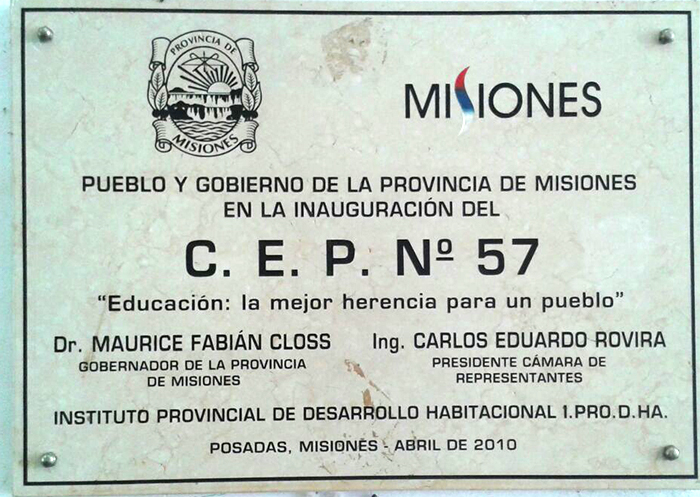 PROVINCIA DE
MISIONES
MISIONES
PUEBLO Y GOBIERNO DE LA PROVINCIA DE MISIONES
EN LA INAUGURACIÓN DEL
C. E. P. Nº 57
“Educación: la mejor herencia para un pueblo”
Dr. MAURICE FABIÁN CLOSS
GOBERNADOR DE LA PROVINCIA
DE MISIONES
Ing. CARLOS EDUARDO ROVIRA
PRESIDENTE CÁMARA DE
REPRESENTANTES
INSTITUTO PROVINCIAL DE DESARROLLO HABITACIONAL I.PRO.D.HA.
POSADAS, MISIONES - ABRIL DE 2010